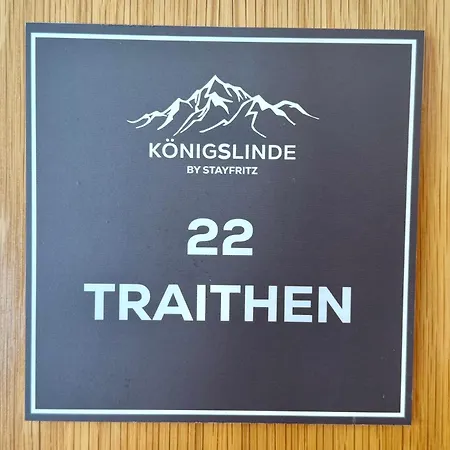 KÖNIGSLINDE
BY STAYFRITZ
22
TRAITHEN